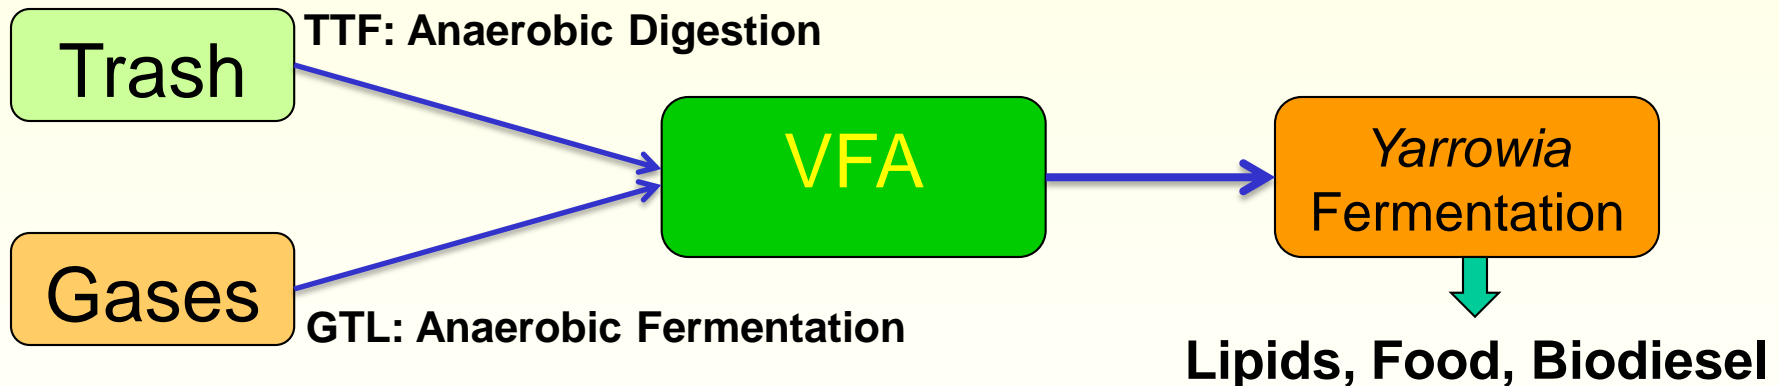 Trash
TTF: Anaerobic Digestion
VFA
Yarrowia
Fermentation
Gases
GTL: Anaerobic Fermentation
Lipids, Food, Biodiesel